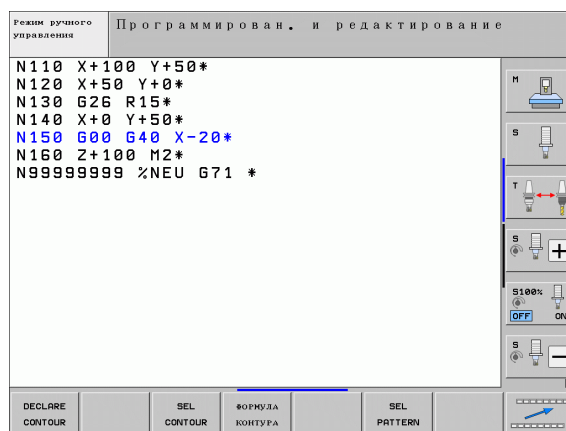 Режим ручного
управления
Программирован. и редактирование
N110 X+100 Y+50*
N120 X+50 Y+0*
N130 G26 R15*
N140 X+0 Y+50*
N150 G00 G40 X-20*
N160 Z+100 M2*
N99999999 %NEU G71 *
M
S
T
S
+
S100%
OFF ON
S
-
DECLARE
CONTOUR
SEL
CONTOUR
ФОРМУЛА
КОНТУРА
SEL
PATTERN